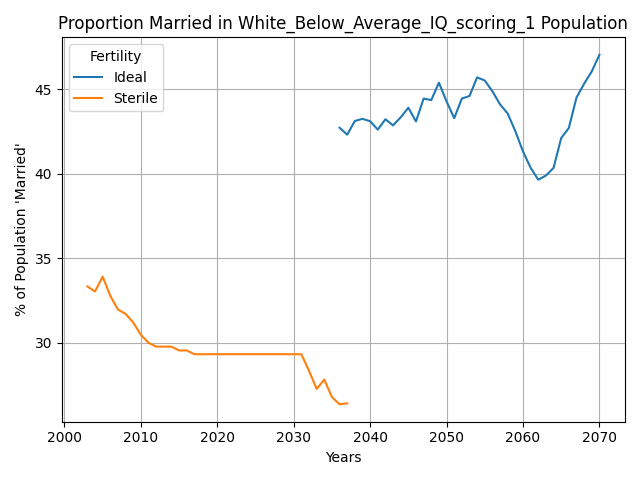 Proportion Married in White_Below_Average_IQ_scoring_1 Population
Fertility
Ideal
Sterile
% of Population 'Married'
45
40
35
30
2000 2010 2020 2030 2040 2050 2060 2070
Years